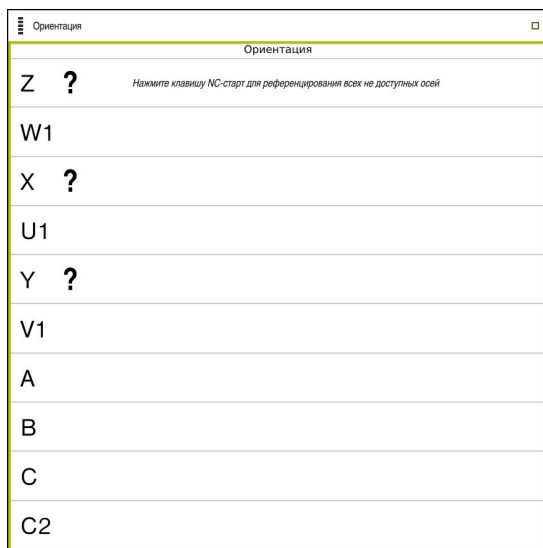 Ориентация
Ориентация
Z ? Нажмите клавишу NC-старт для референцирования всех не доступных осей
W1
X ?
U1
Y ?
V1
A
B
C
C2